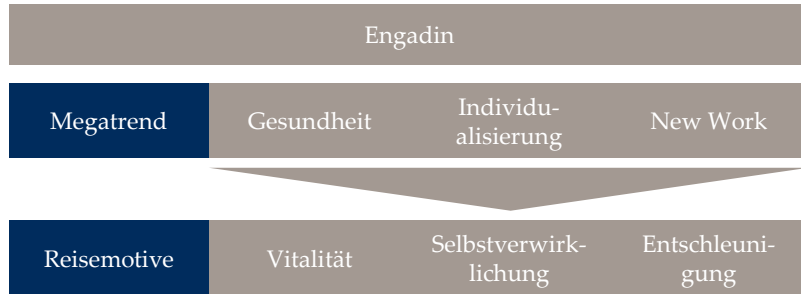 Engadin
Megatrend
Gesundheit
Individu-
alisierung
New Work
Reisemotive
Vitalität
Selbstverwirk-
lichung
Entschleuni-
gung